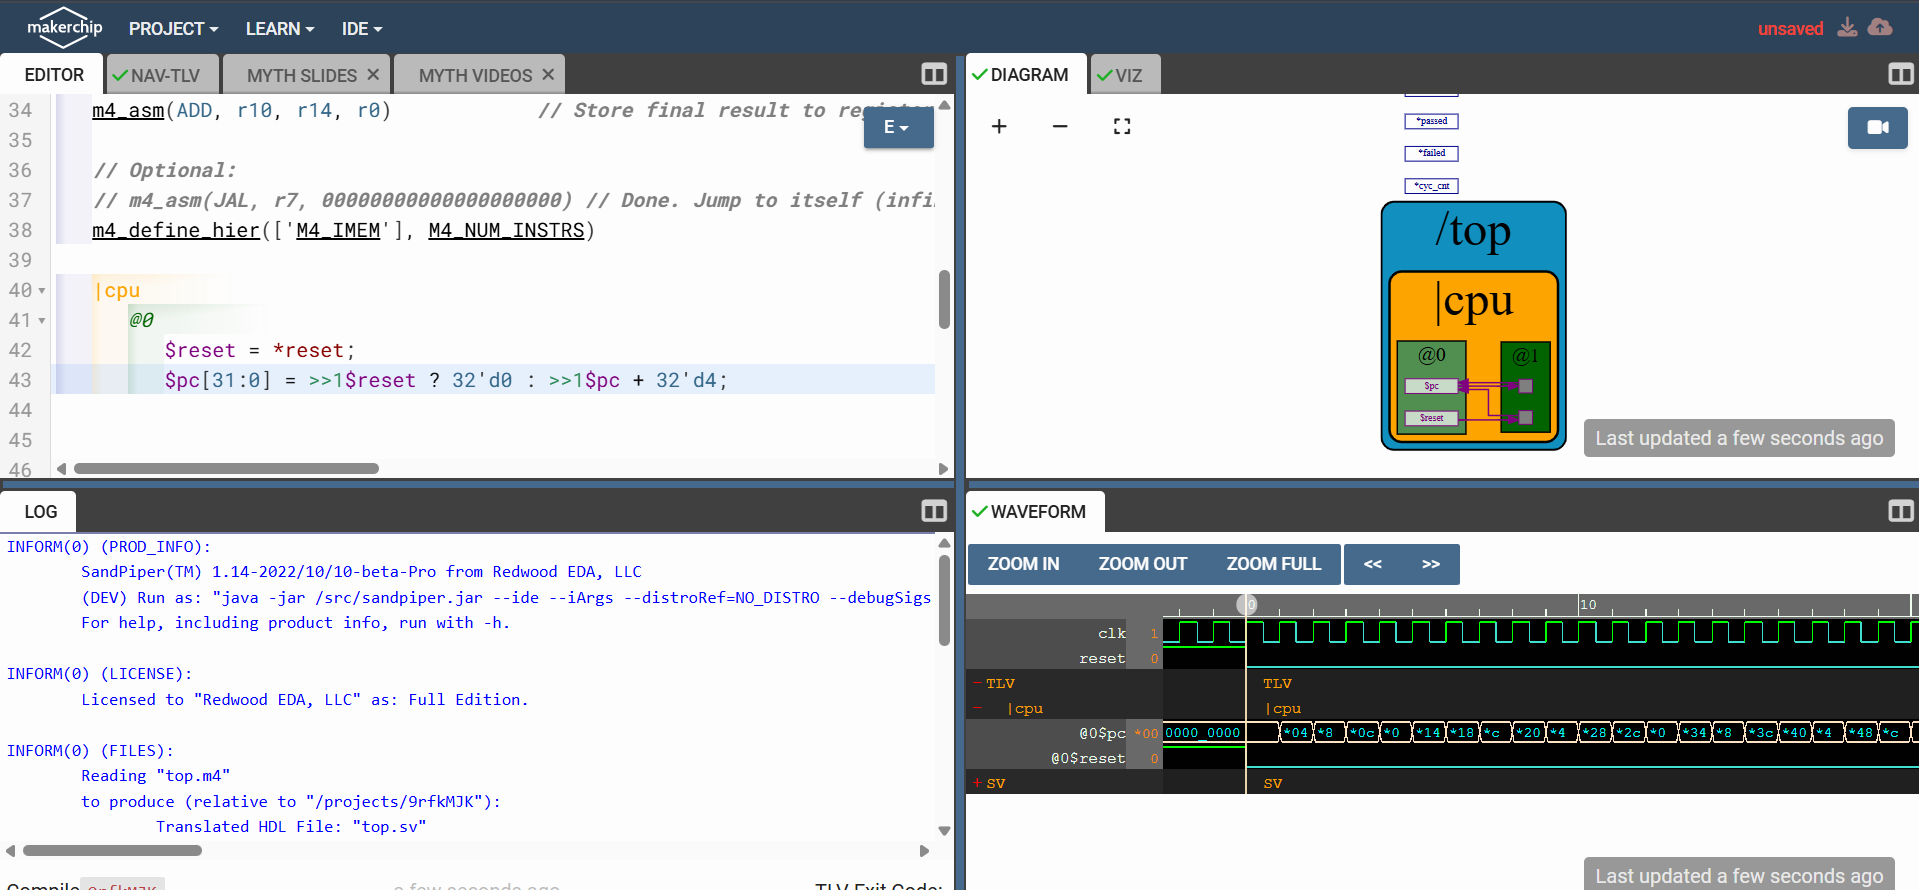 makerchip PROJECT LEARN IDE unsaved
EDITOR NAV-TLV MYTH SLIDES MYTH VIDEOS
34 m4_asm(ADD, r10, r14, r0) // Store final result to
E
35
36 // Optional:
37 // m4_asm(JAL, r7, 00000000000000000000) // Done. Jump to itself (infi
38 m4_define_hier(['M4_IMEM'], M4_NUM_INSTRS)
39
40 |cpu
41 @0
42 $reset = *reset;
43 $pc[31:0] = >>1$reset ? 32'd0 : >>1$pc + 32'd4;
44
45
46
DIAGRAM VIZ
*passed
*failed
*cyc_cnt
/top
|cpu
@0 @1
$pc
$reset
Last updated a few seconds ago
LOG
INFORM(0) (PROD_INFO):
SandPiper(TM) 1.14-2022/10/10-beta-Pro from Redwood EDA, LLC
(DEV) Run as: "java -jar /src/sandpiper.jar --ide --iArgs --distroRef=NO_DISTRO --debugSigs
For help, including product info, run with -h.
INFORM(0) (LICENSE):
Licensed to "Redwood EDA, LLC" as: Full Edition.
INFORM(0) (FILES):
Reading "top.m4"
to produce (relative to "/projects/9rfkMJK"):
Translated HDL File: "top.sv"
Compile 9rfkMJK a few seconds ago TLV Exit Code:
WAVEFORM
ZOOM IN ZOOM OUT ZOOM FULL << >>
0 10
clk 1
reset 0
- TLV TLV
- |cpu |cpu
@0$pc *00 0000_0000 *04 *8 *0c *0 *14 *18 *c *20 *4 *28 *2c *0 *34 *8 *3c *40 *4 *48 *c
@0$reset 0
+ SV SV
Last updated a few seconds ago